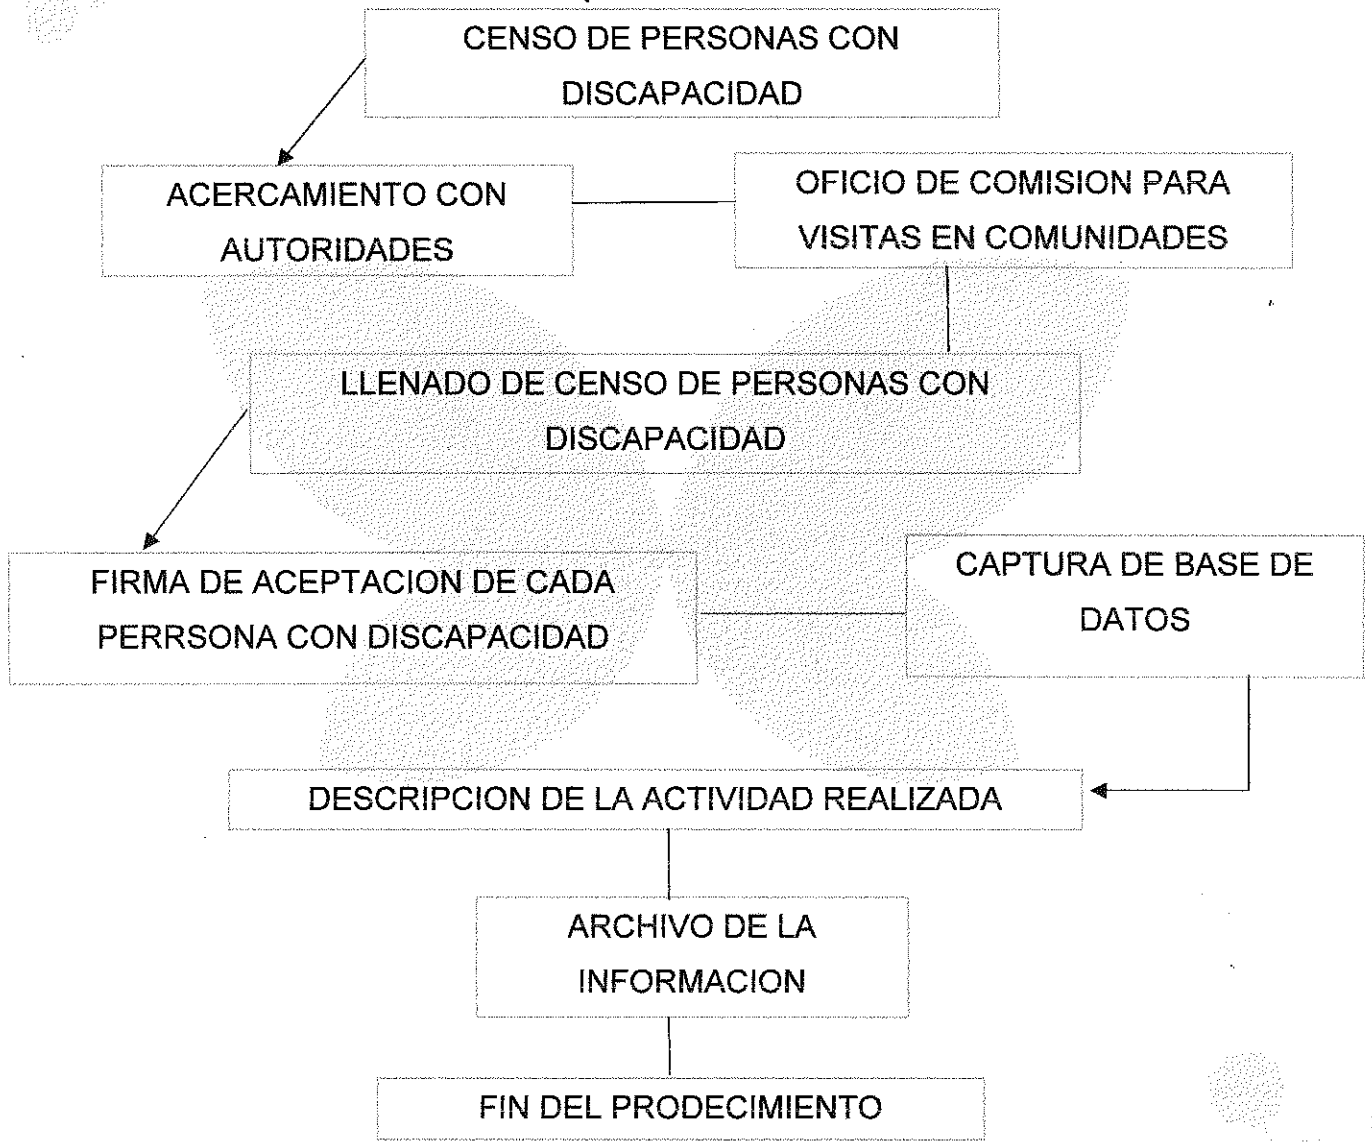 CENSO DE PERSONAS CON
DISCAPACIDAD
ACERCAMIENTO CON
AUTORIDADES
OFICIO DE COMISION PARA
VISITAS EN COMUNIDADES
LLENADO DE CENSO DE PERSONAS CON
DISCAPACIDAD
FIRMA DE ACEPTACION DE CADA
PERRSONA CON DISCAPACIDAD
CAPTURA DE BASE DE
DATOS
DESCRIPCION DE LA ACTIVIDAD REALIZADA
ARCHIVO DE LA
INFORMACION
FIN DEL PRODECIMIENTO